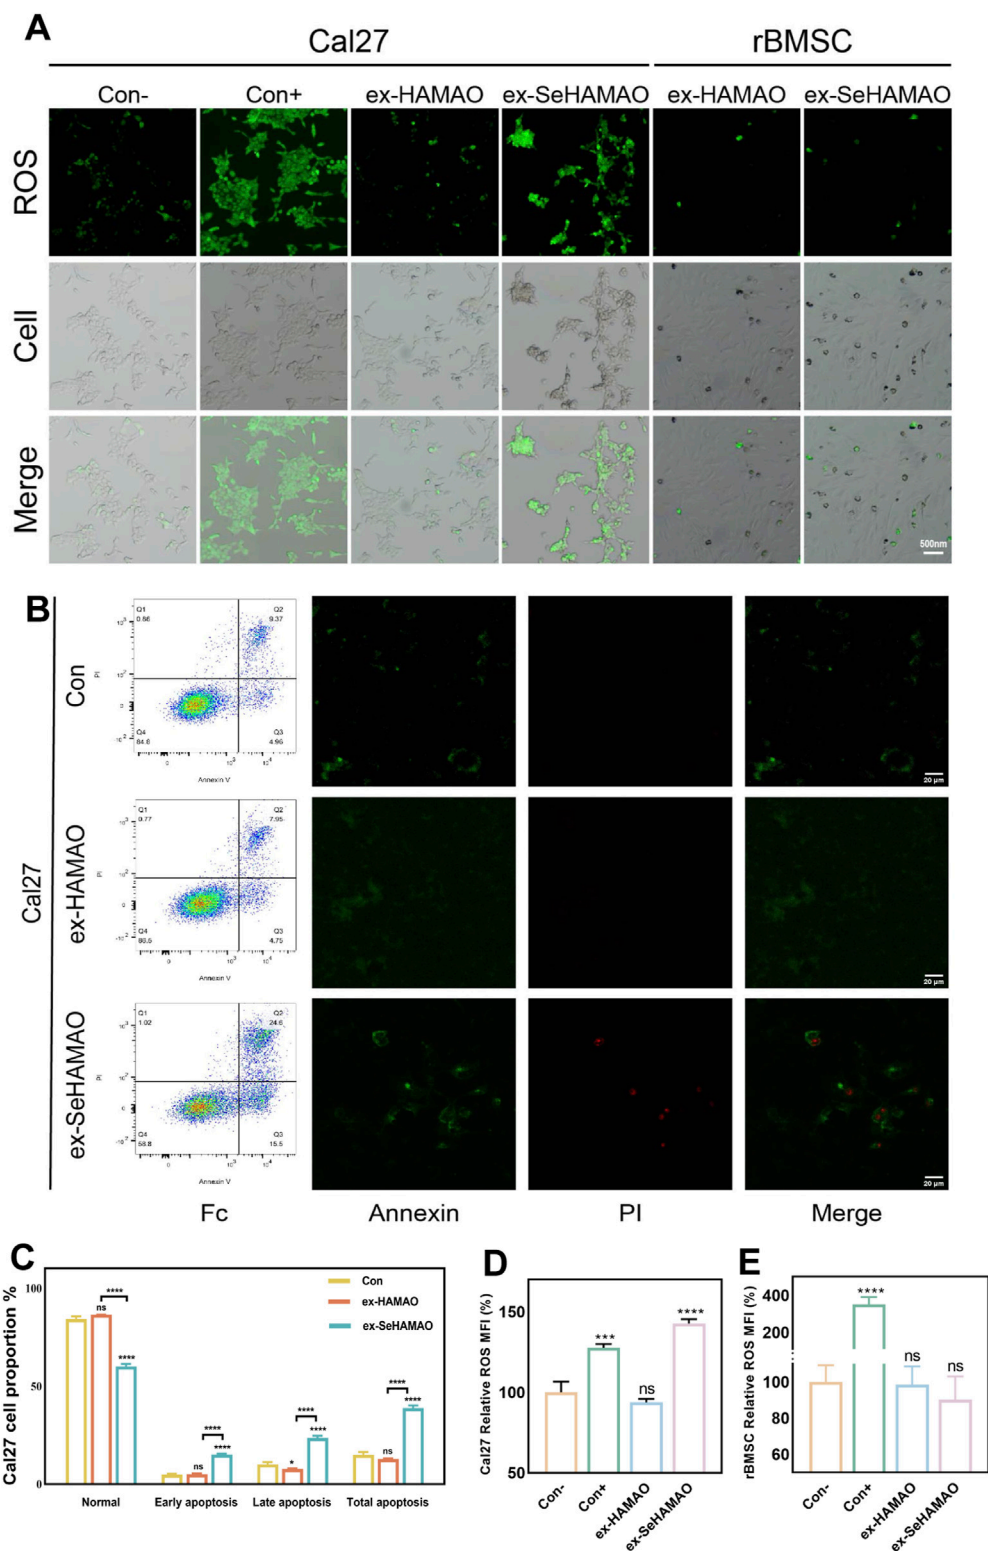 A
Cal27 rBMSC
Con- Con+ ex-HAMAO ex-SeHAMAO ex-HAMAO ex-SeHAMAO
ROS
Cell
Merge
500nm
B
Cal27
Con
Q1 Q2
0.86 9.37
PI
Q4 Q3
84.8 4.96
Annexin V
20 μm
ex-HAMAO
Q1 Q2
0.77 7.95
PI
Q4 Q3
86.5 4.75
Annexin V
20 μm
ex-SeHAMAO
Q1 Q2
1.02 24.6
PI
Q4 Q3
58.8 15.5
Annexin V
20 μm
Fc Annexin PI Merge
C
Cal27 cell proportion %
100
50
0
Con
ex-HAMAO
ex-SeHAMAO
ns **** ****
ns **** ****
* **** ****
ns **** ****
Normal Early apoptosis Late apoptosis Total apoptosis
D
Cal27 Relative ROS MFI (%)
150
100
50
*** ns ****
Con- Con+ ex-HAMAO ex-SeHAMAO
E
rBMSC Relative ROS MFI (%)
400
200
100
80
60
**** ns ns
Con- Con+ ex-HAMAO ex-SeHAMAO